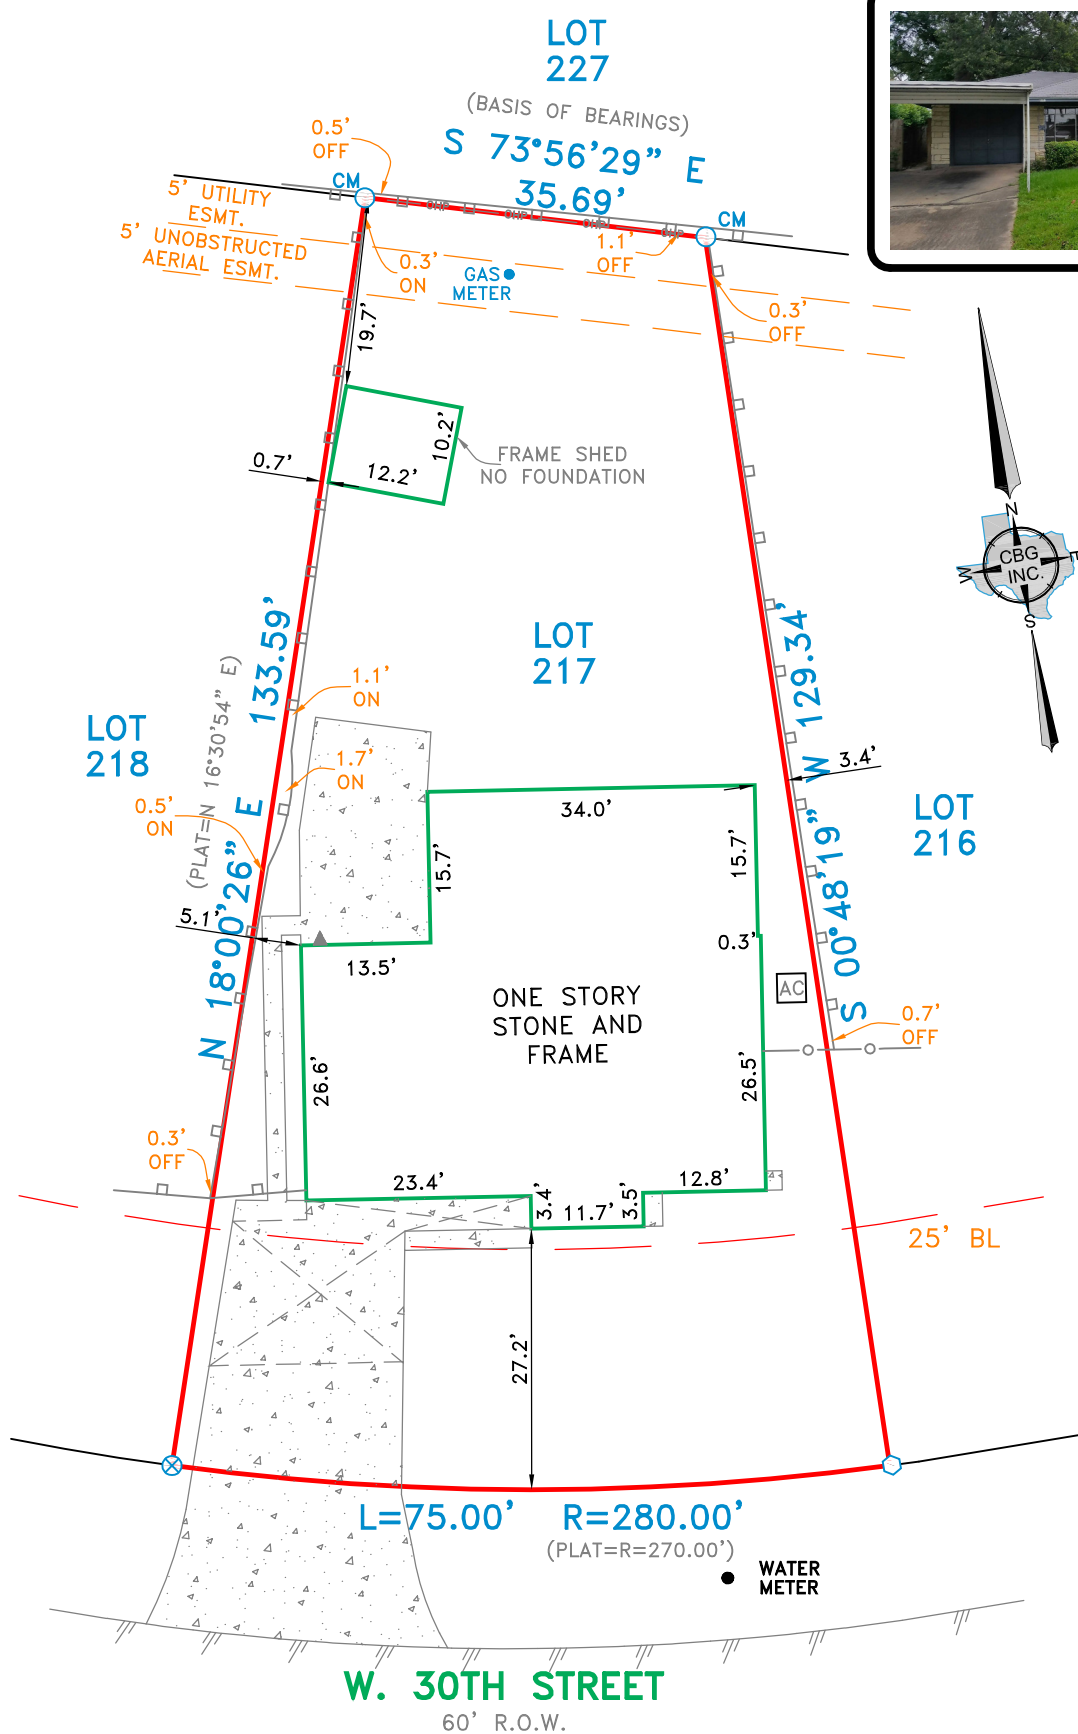 LOT
227
(BASIS OF BEARINGS)
S 73°56'29” E
35.69'
0.5'
OFF
CM
CM
5' UTILITY
ESMT.
5' UNOBSTRUCTED
AERIAL ESMT.
OHP
OHP
OHP
OHP
0.3'
ON
GAS
METER
1.1'
OFF
0.3'
OFF
19.7'
10.2'
12.2'
FRAME SHED
NO FOUNDATION
0.7'
N
W
E
S
CBG
INC.
LOT
217
LOT
218
LOT
216
N 18°00'26” E 133.59'
(PLAT=N 16°30'54” E)
S 00°48'19” W 129.34'
1.1'
ON
1.7'
ON
0.5'
ON
5.1'
3.4'
34.0'
15.7'
15.7'
0.3'
13.5'
AC
ONE STORY
STONE AND
FRAME
26.6'
26.5'
0.7'
OFF
0.3'
OFF
23.4'
3.4'
11.7'
3.5'
12.8'
25' BL
27.2'
L=75.00' R=280.00'
(PLAT=R=270.00')
WATER
METER
W. 30TH STREET
60' R.O.W.